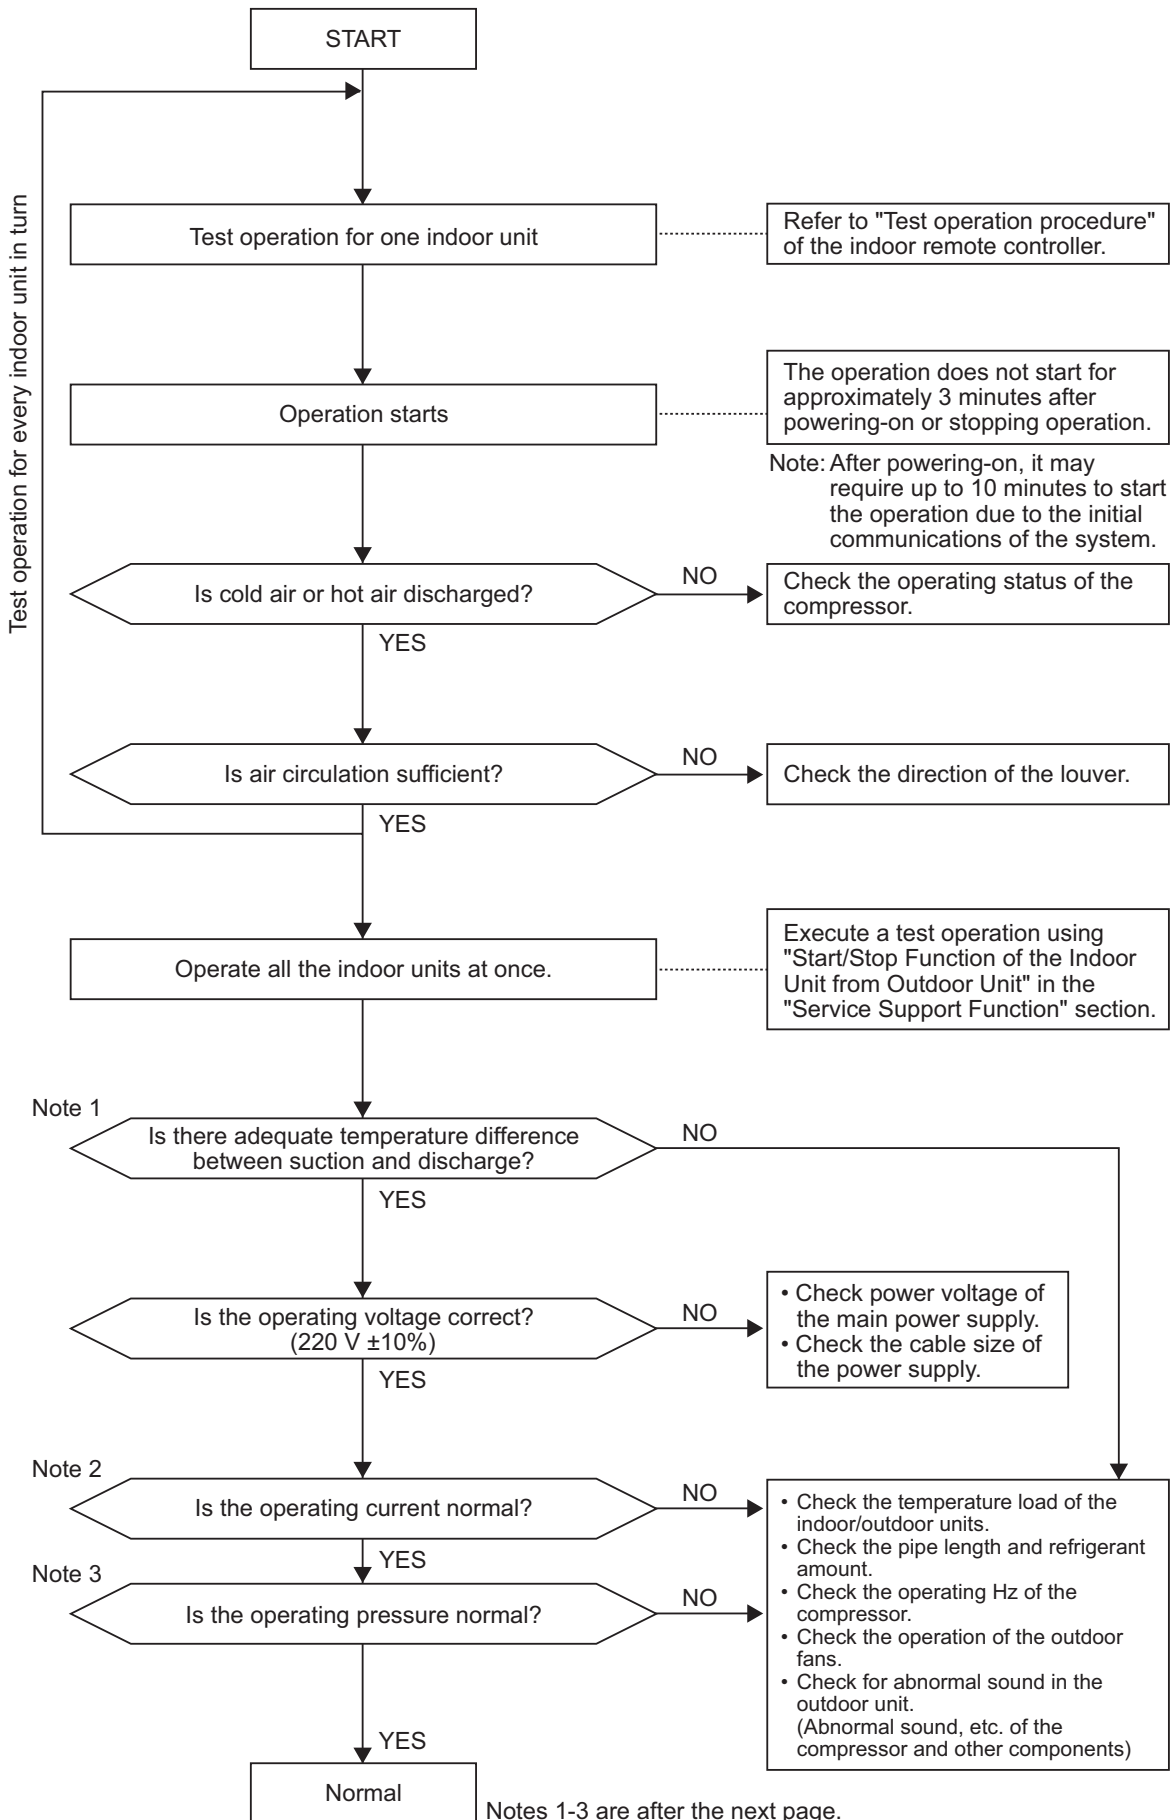 START
Test operation for every indoor unit in turn
Test operation for one indoor unit
Refer to "Test operation procedure"
of the indoor remote controller.
Operation starts
The operation does not start for
approximately 3 minutes after
powering-on or stopping operation.
Note: After powering-on, it may
require up to 10 minutes to start
the operation due to the initial
communications of the system.
Is cold air or hot air discharged?
NO
Check the operating status of the
compressor.
YES
Is air circulation sufficient?
NO
Check the direction of the louver.
YES
Operate all the indoor units at once.
Execute a test operation using
"Start/Stop Function of the Indoor
Unit from Outdoor Unit" in the
"Service Support Function" section.
Note 1
Is there adequate temperature difference
between suction and discharge?
NO
YES
Is the operating voltage correct?
(220 V ±10%)
NO
• Check power voltage of
the main power supply.
• Check the cable size of
the power supply.
YES
Note 2
Is the operating current normal?
NO
YES
Note 3
Is the operating pressure normal?
NO
• Check the temperature load of the
indoor/outdoor units.
• Check the pipe length and refrigerant
amount.
• Check the operating Hz of the
compressor.
• Check the operation of the outdoor
fans.
• Check for abnormal sound in the
outdoor unit.
(Abnormal sound, etc. of the
compressor and other components)
YES
Normal
Notes 1-3 are after the next page.